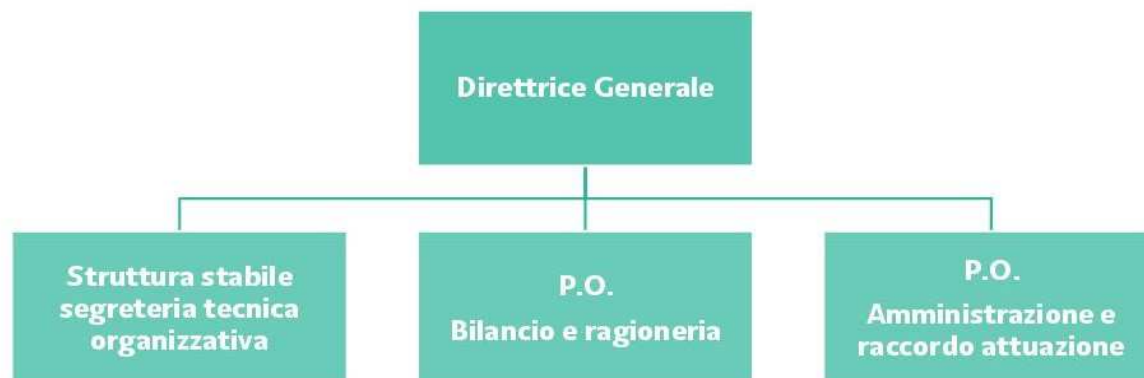 Direttrice Generale
Struttura stabile
segreteria tecnica
organizzativa
P.O.
Bilancio e ragioneria
P.O.
Amministrazione e
raccordo attuazione